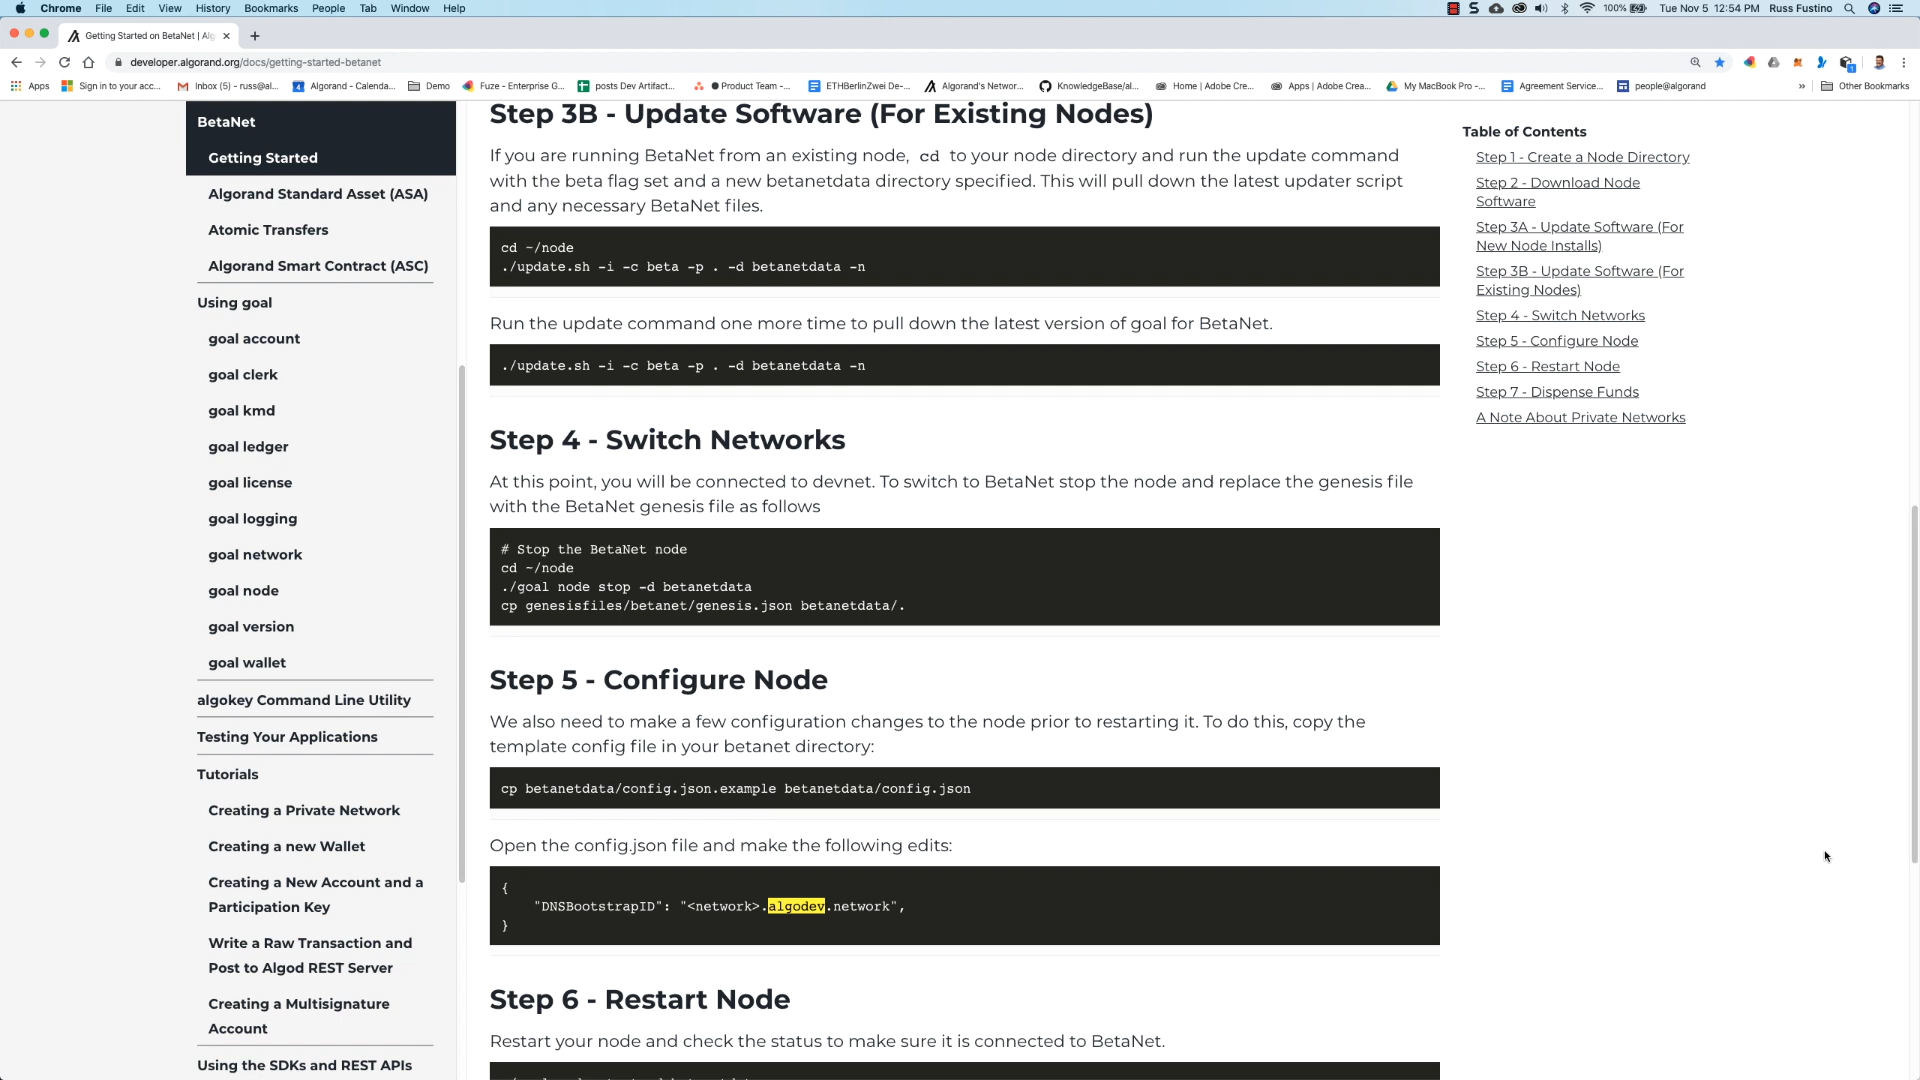 Chrome File Edit View History Bookmarks People Tab Window Help 100% Tue Nov 5 12:54 PM Russ Fustino
Getting Started on BetaNet | Alg
developer.algorand.org/docs/getting-started-betanet
Apps Sign in to your acc... Inbox (5) - russ@al... Algorand - Calenda... Demo Fuze - Enterprise G... posts Dev Artifact... Product Team -... ETHBerlinZwei De-... Algorand's Networ... KnowledgeBase/al... Home | Adobe Cre... Apps | Adobe Crea... My MacBook Pro -... Agreement Service... people@algorand » Other Bookmarks
BetaNet
Getting Started
Algorand Standard Asset (ASA)
Atomic Transfers
Algorand Smart Contract (ASC)
Using goal
goal account
goal clerk
goal kmd
goal ledger
goal license
goal logging
goal network
goal node
goal version
goal wallet
algokey Command Line Utility
Testing Your Applications
Tutorials
Creating a Private Network
Creating a new Wallet
Creating a New Account and a
Participation Key
Write a Raw Transaction and
Post to Algod REST Server
Creating a Multisignature
Account
Using the SDKs and REST APIs
Step 3B - Update Software (For Existing Nodes)
If you are running BetaNet from an existing node, cd to your node directory and run the update command
with the beta flag set and a new betanetdata directory specified. This will pull down the latest updater script
and any necessary BetaNet files.
cd ~/node
./update.sh -i -c beta -p . -d betanetdata -n
Run the update command one more time to pull down the latest version of goal for BetaNet.
./update.sh -i -c beta -p . -d betanetdata -n
Step 4 - Switch Networks
At this point, you will be connected to devnet. To switch to BetaNet stop the node and replace the genesis file
with the BetaNet genesis file as follows
# Stop the BetaNet node
cd ~/node
./goal node stop -d betanetdata
cp genesisfiles/betanet/genesis.json betanetdata/.
Step 5 - Configure Node
We also need to make a few configuration changes to the node prior to restarting it. To do this, copy the
template config file in your betanet directory:
cp betanetdata/config.json.example betanetdata/config.json
Open the config.json file and make the following edits:
{
"DNSBootstrapID": "<network>.algodev.network",
}
Step 6 - Restart Node
Restart your node and check the status to make sure it is connected to BetaNet.
Table of Contents
Step 1 - Create a Node Directory
Step 2 - Download Node
Software
Step 3A - Update Software (For
New Node Installs)
Step 3B - Update Software (For
Existing Nodes)
Step 4 - Switch Networks
Step 5 - Configure Node
Step 6 - Restart Node
Step 7 - Dispense Funds
A Note About Private Networks